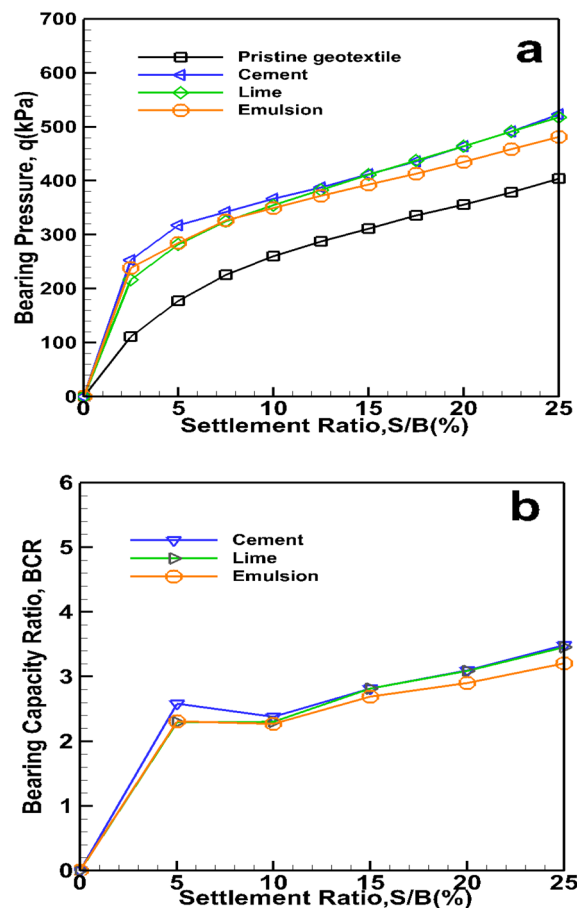 a
Pristine geotextile
Cement
Lime
Emulsion
Bearing Pressure, q(kPa)
700
600
500
400
300
200
100
0
0 5 10 15 20 25
Settlement Ratio,S/B(%)
b
Cement
Lime
Emulsion
Bearing Capacity Ratio, BCR
6
5
4
3
2
1
0
0 5 10 15 20 25
Settlement Ratio,S/B(%)